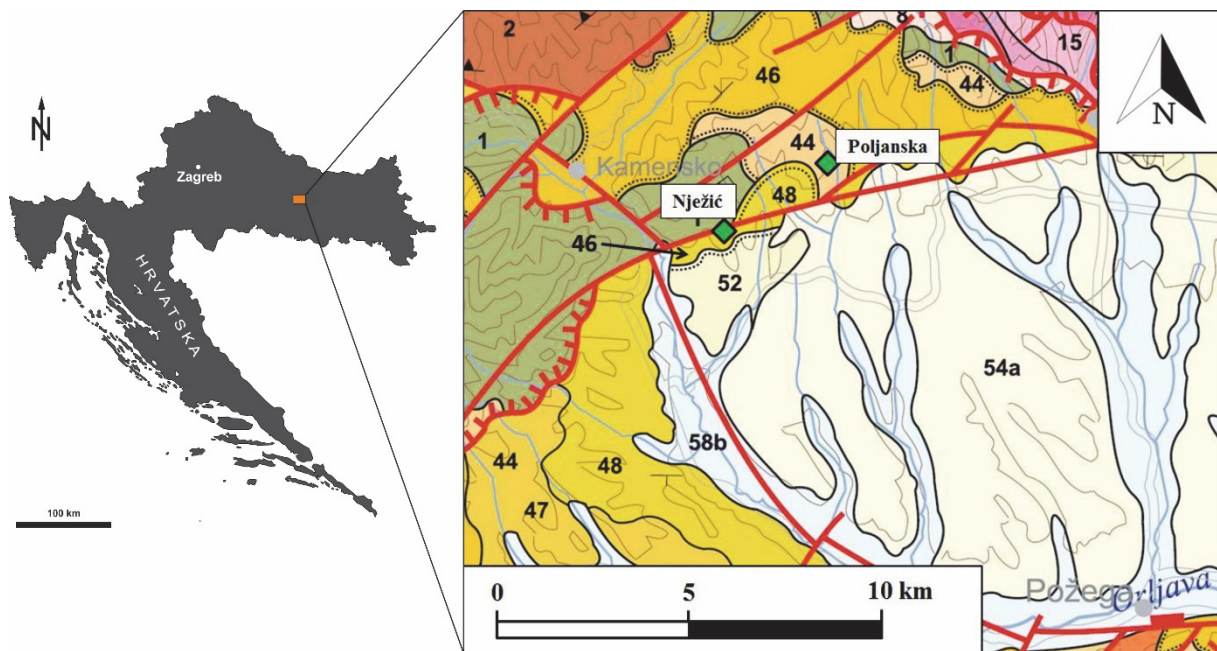 N
Zagreb
HRVATSKA
100 km
2
8
15
1
46
44
N
1
44
Poljanska
Kamensko
Nježić
48
1
46
52
54a
58b
44
48
47
0 5 10 km
Požega
Orljava